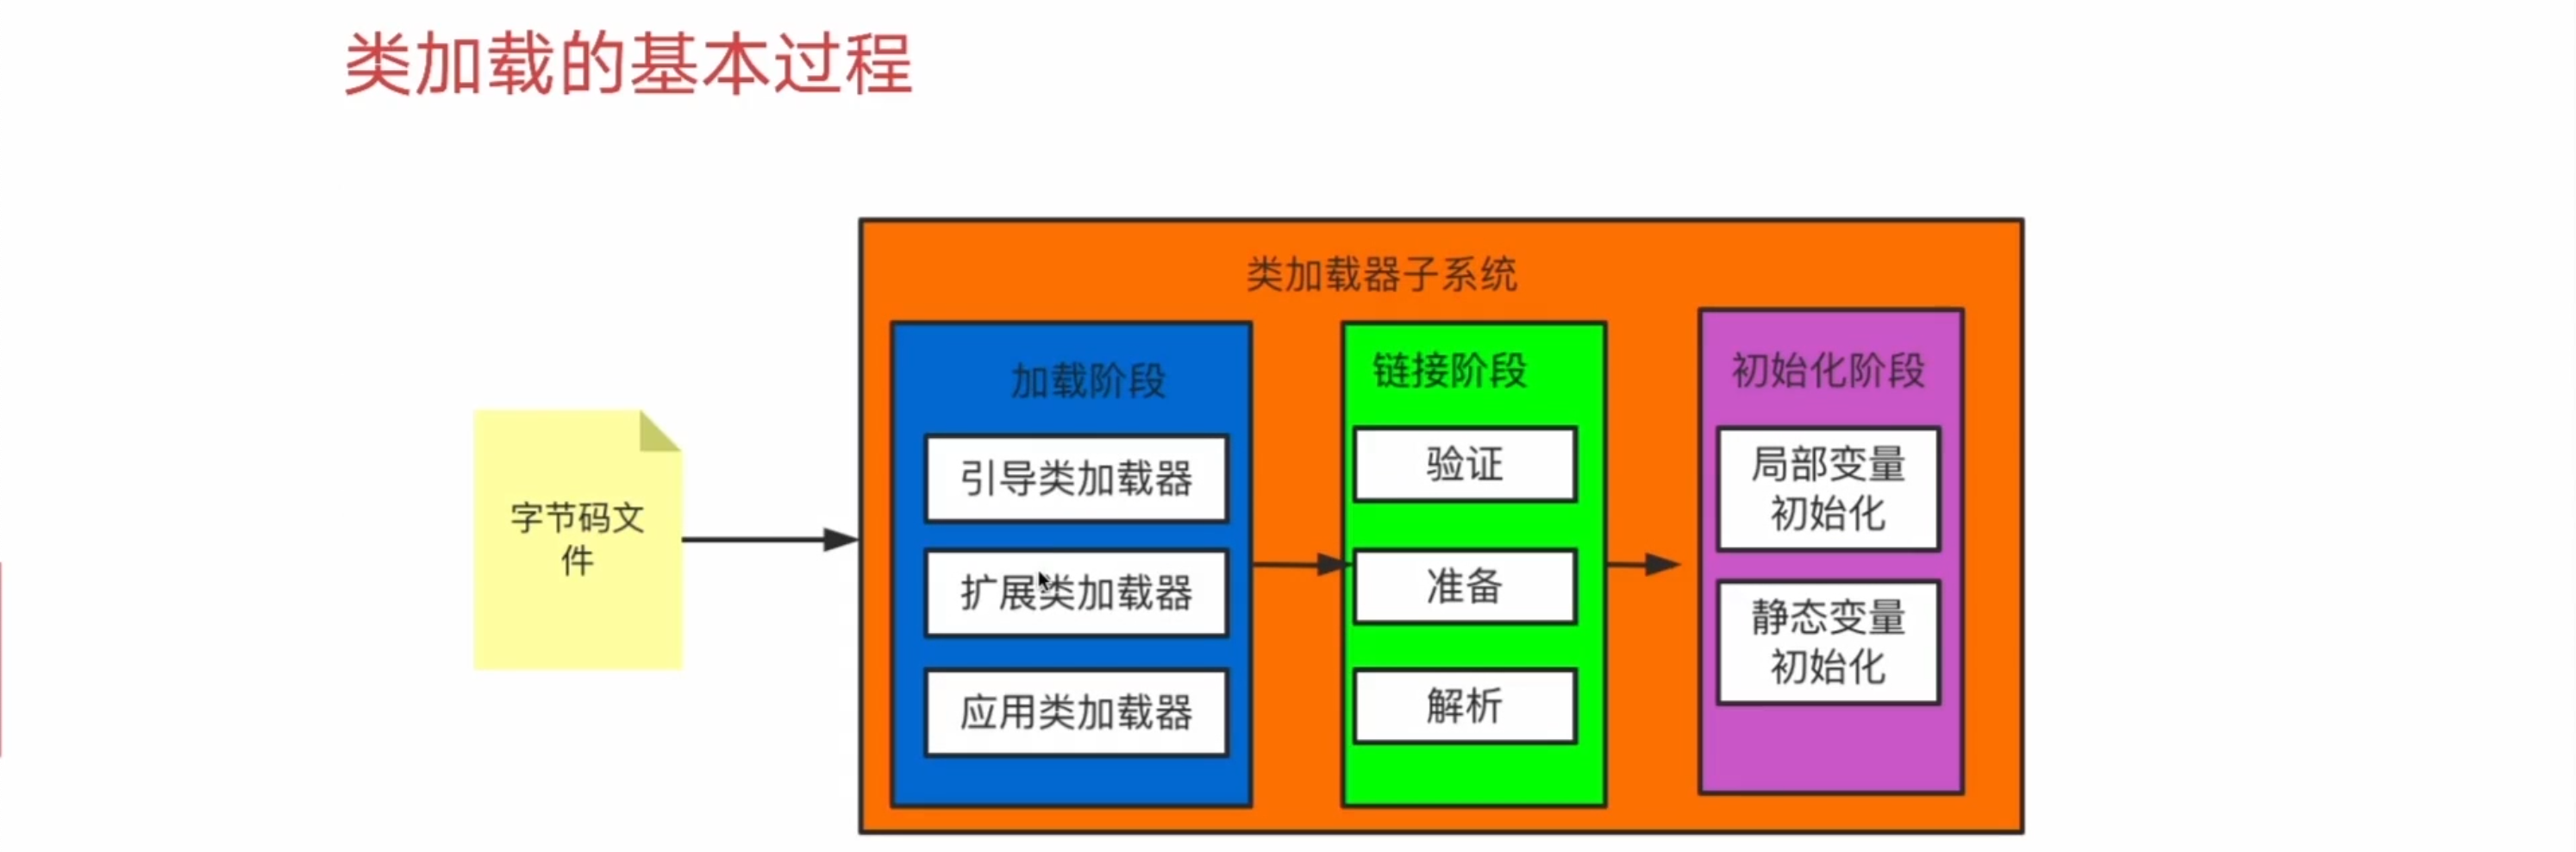 类加载的基本过程
类加载器子系统
字节码文
件
加载阶段
引导类加载器
扩展类加载器
应用类加载器
链接阶段
验证
准备
解析
初始化阶段
局部变量
初始化
静态变量
初始化